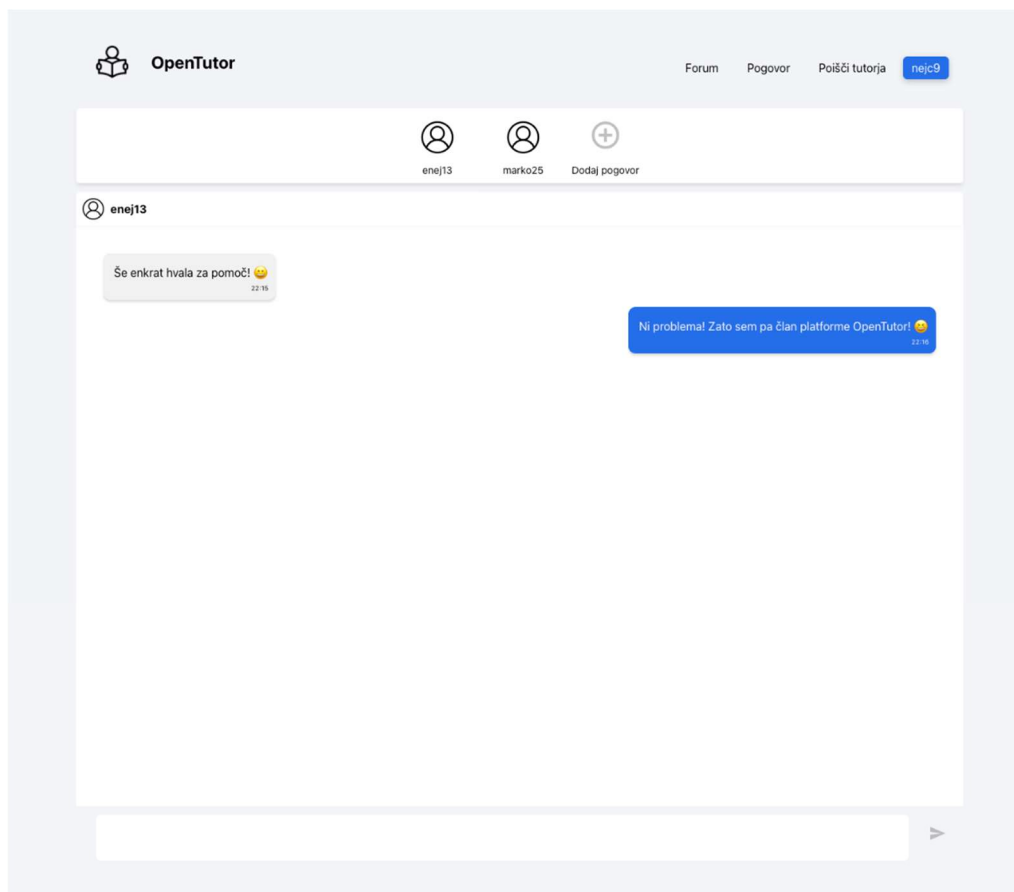 OpenTutor
Forum Pogovor Poišči tutorja nejc9
enej13 marko25 Dodaj pogovor
enej13
Še enkrat hvala za pomoč! 😄
22:15
Ni problema! Zato sem pa član platforme OpenTutor! 😄
22:16